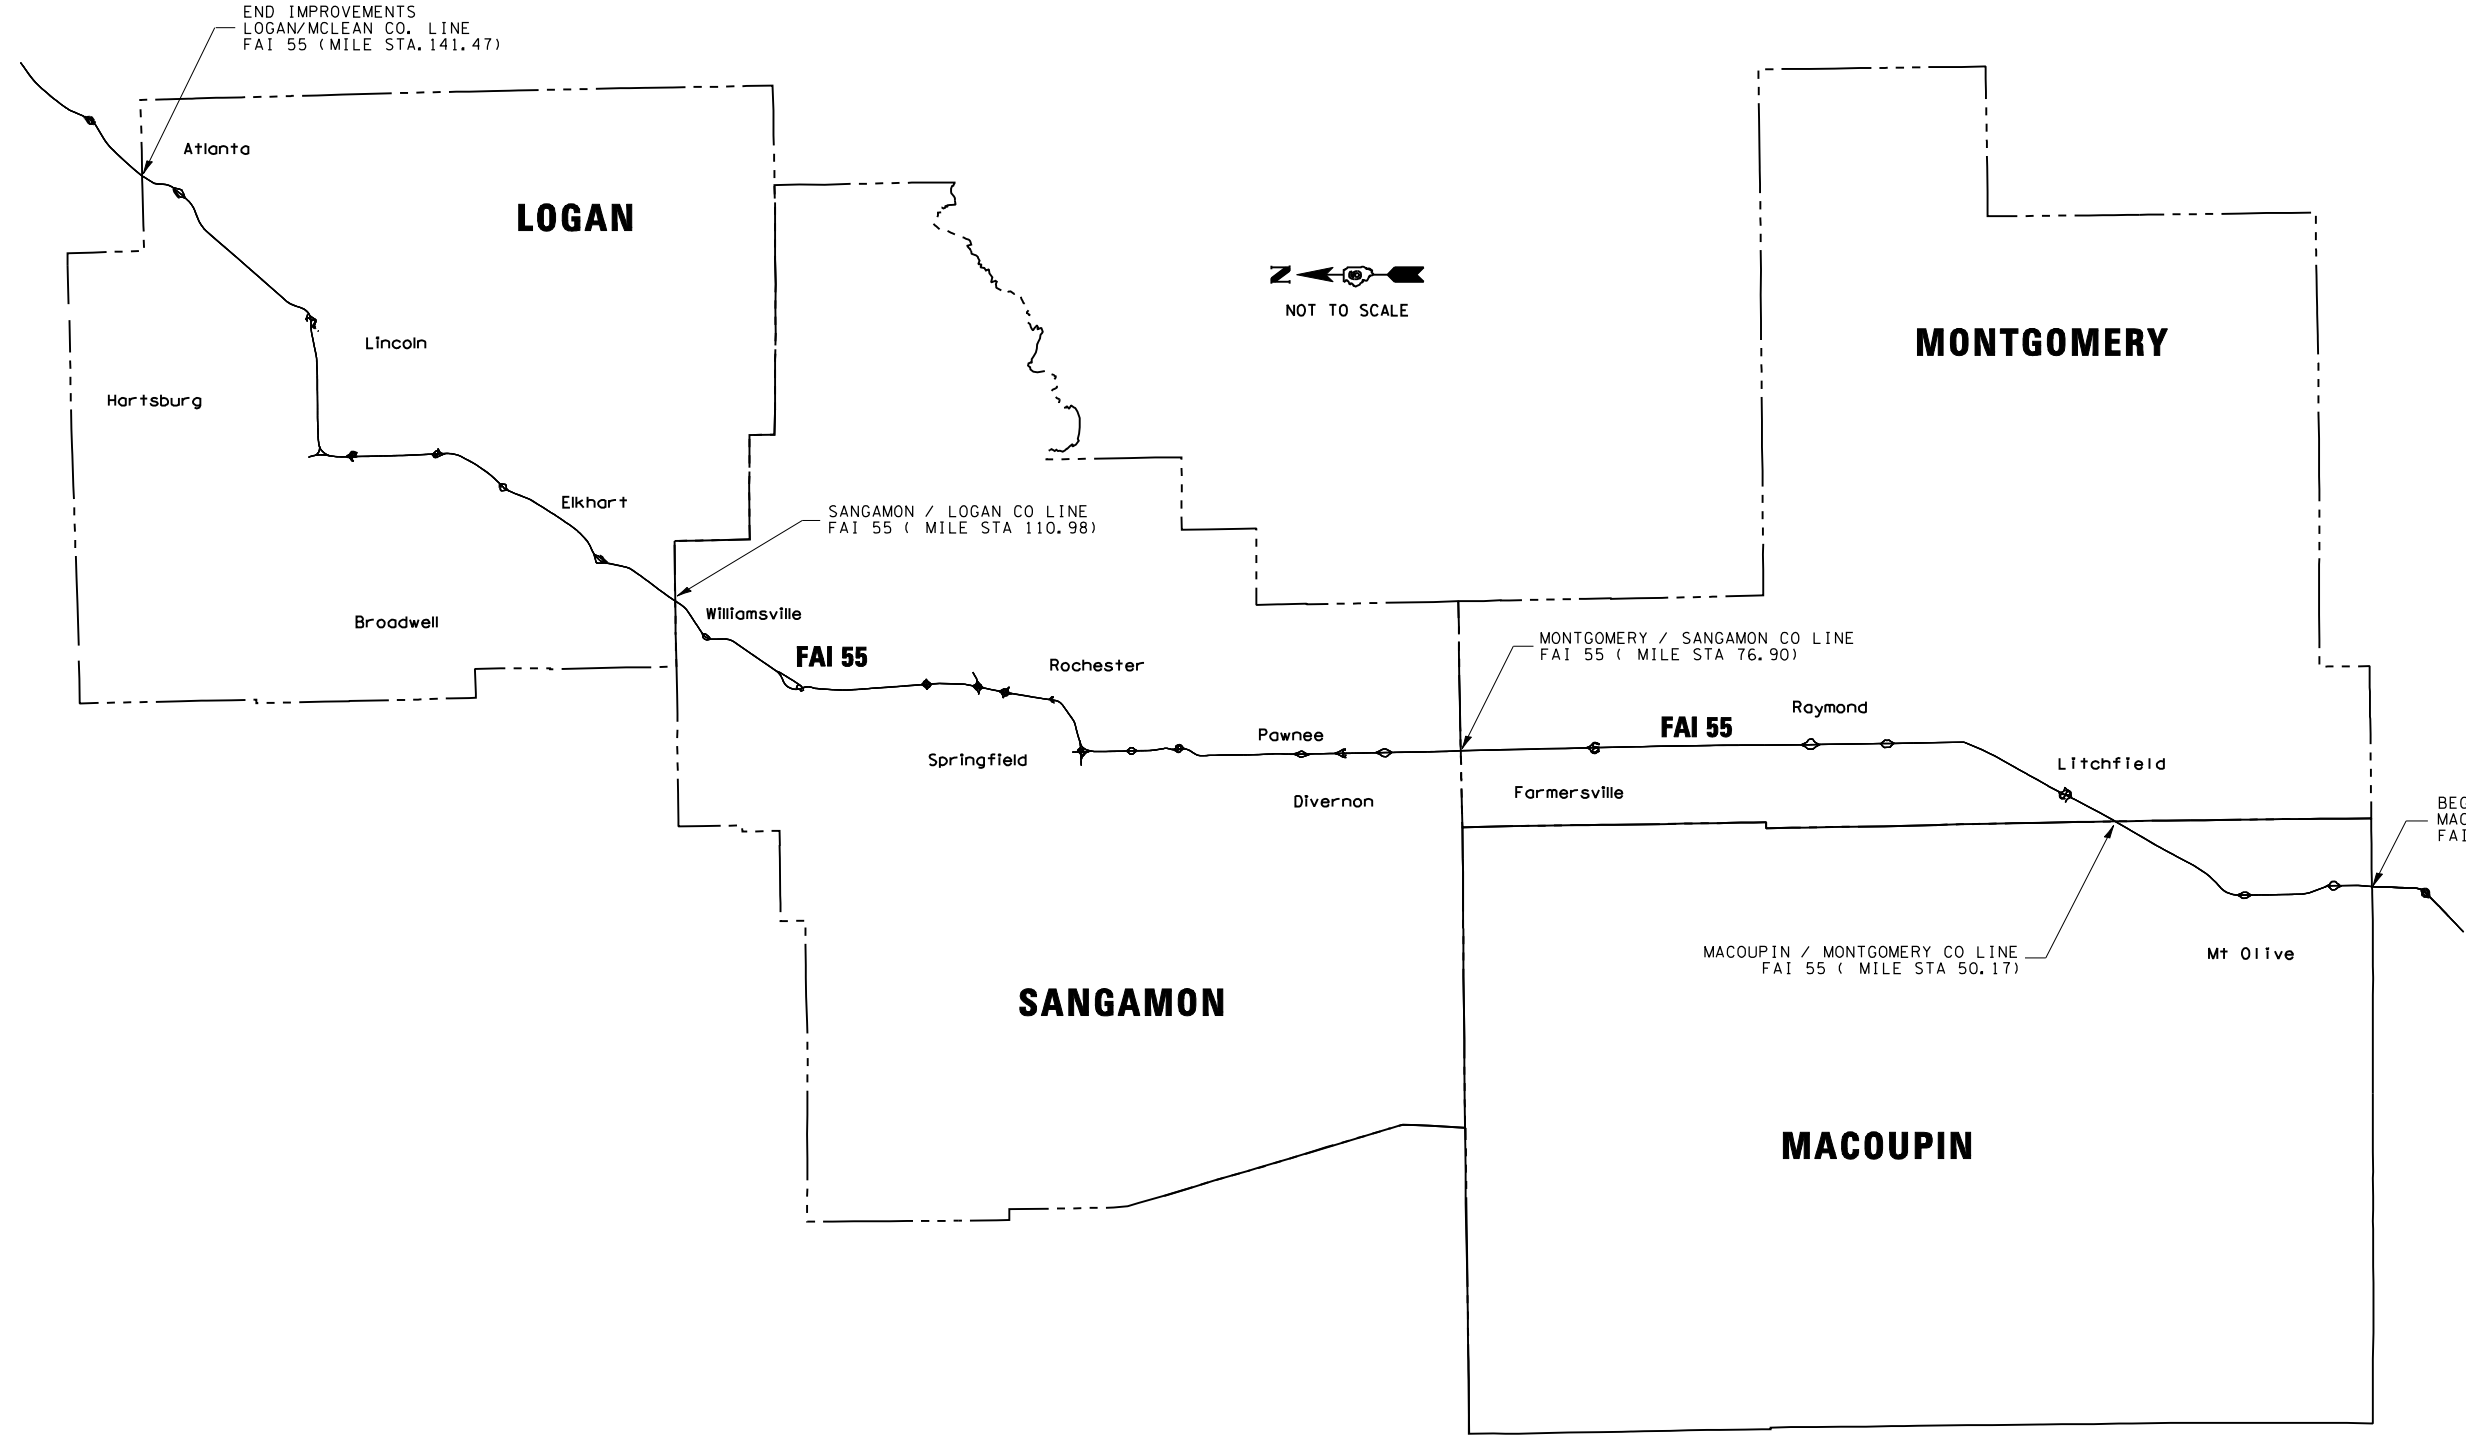 END IMPROVEMENTS
LOGAN/MCLEAN CO. LINE
FAI 55 (MILE STA.141.47)
Atlanta
LOGAN
N
NOT TO SCALE
MONTGOMERY
Lincoln
Hartsburg
Elkhart
SANGAMON / LOGAN CO LINE
FAI 55 ( MILE STA 110.98)
Williamsville
Broadwell
FAI 55
Rochester
MONTGOMERY / SANGAMON CO LINE
FAI 55 ( MILE STA 76.90)
Raymond
FAI 55
Pawnee
Springfield
Litchfield
Divernon
Farmersville
BEG
MAC
FAI
MACOUPIN / MONTGOMERY CO LINE
FAI 55 ( MILE STA 50.17)
Mt Olive
SANGAMON
MACOUPIN